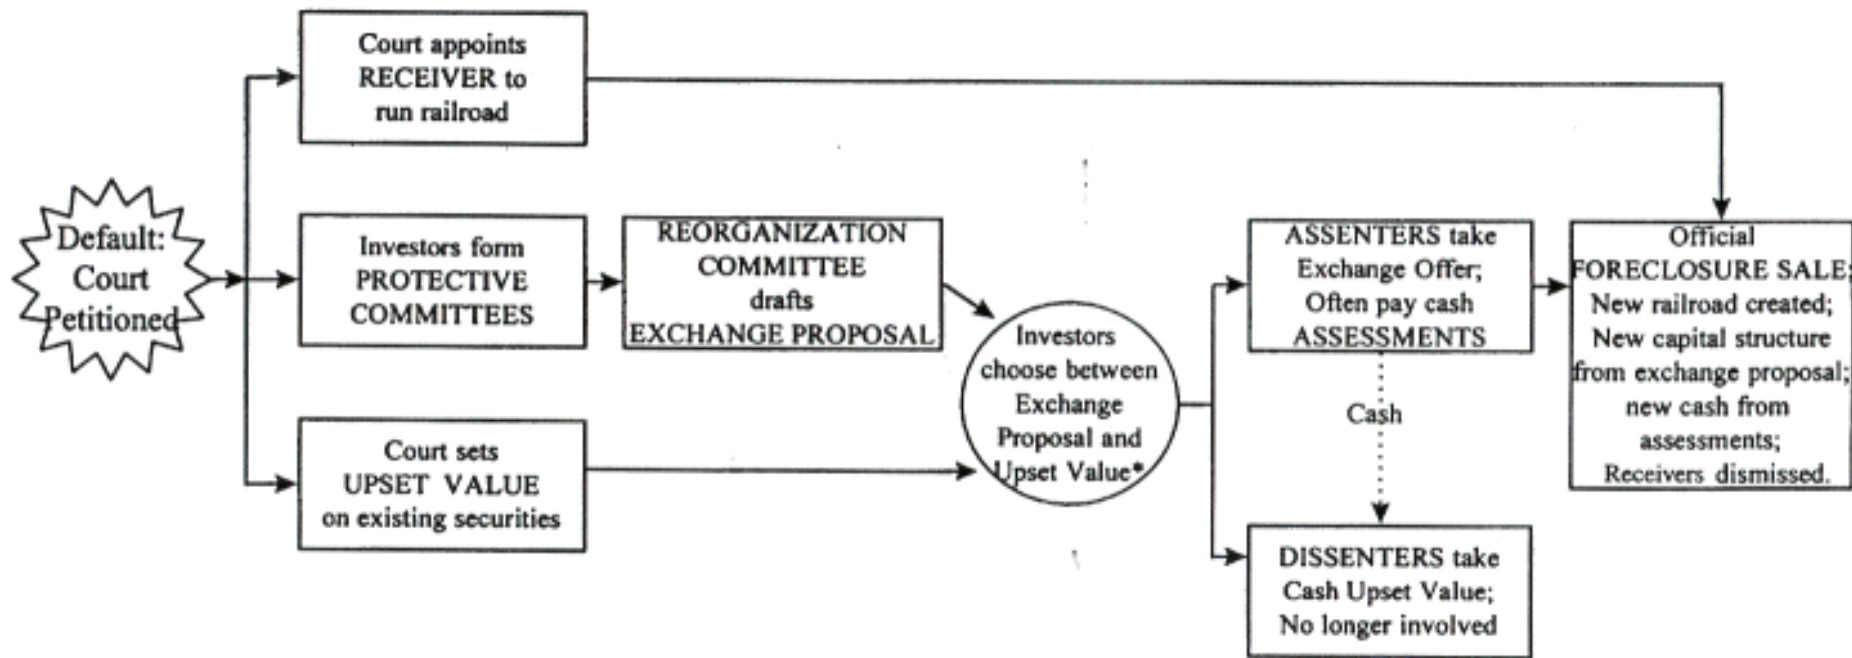 Court appoints
RECEIVER to
run railroad
Default:
Court
Petitioned
Investors form
PROTECTIVE
COMMITTEES
REORGANIZATION
COMMITTEE
drafts
EXCHANGE PROPOSAL
Court sets
UPSET VALUE
on existing securities
Investors
choose between
Exchange
Proposal and
Upset Value*
ASSENTERS take
Exchange Offer;
Often pay cash
ASSESSMENTS
Cash
DISSENTERS take
Cash Upset Value;
No longer involved
Official
FORECLOSURE SALE;
New railroad created;
New capital structure
from exchange proposal;
new cash from
assessments;
Receivers dismissed.